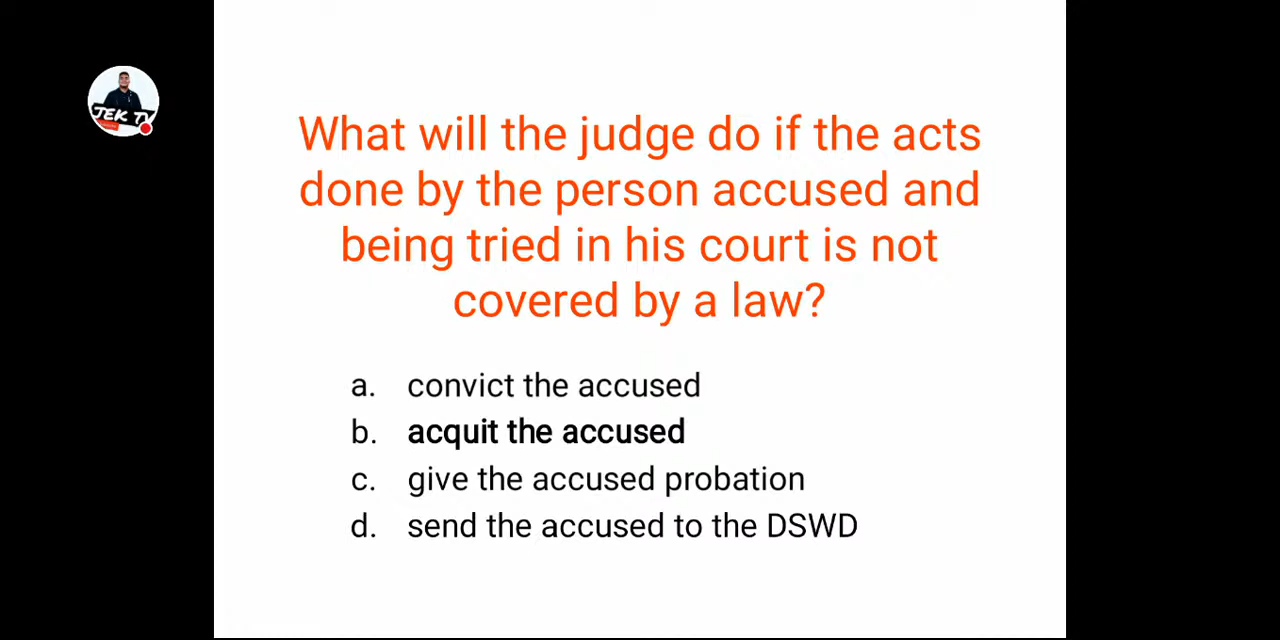 JEK TV
What will the judge do if the acts
done by the person accused and
being tried in his court is not
covered by a law?
a. convict the accused
b. acquit the accused
c. give the accused probation
d. send the accused to the DSWD